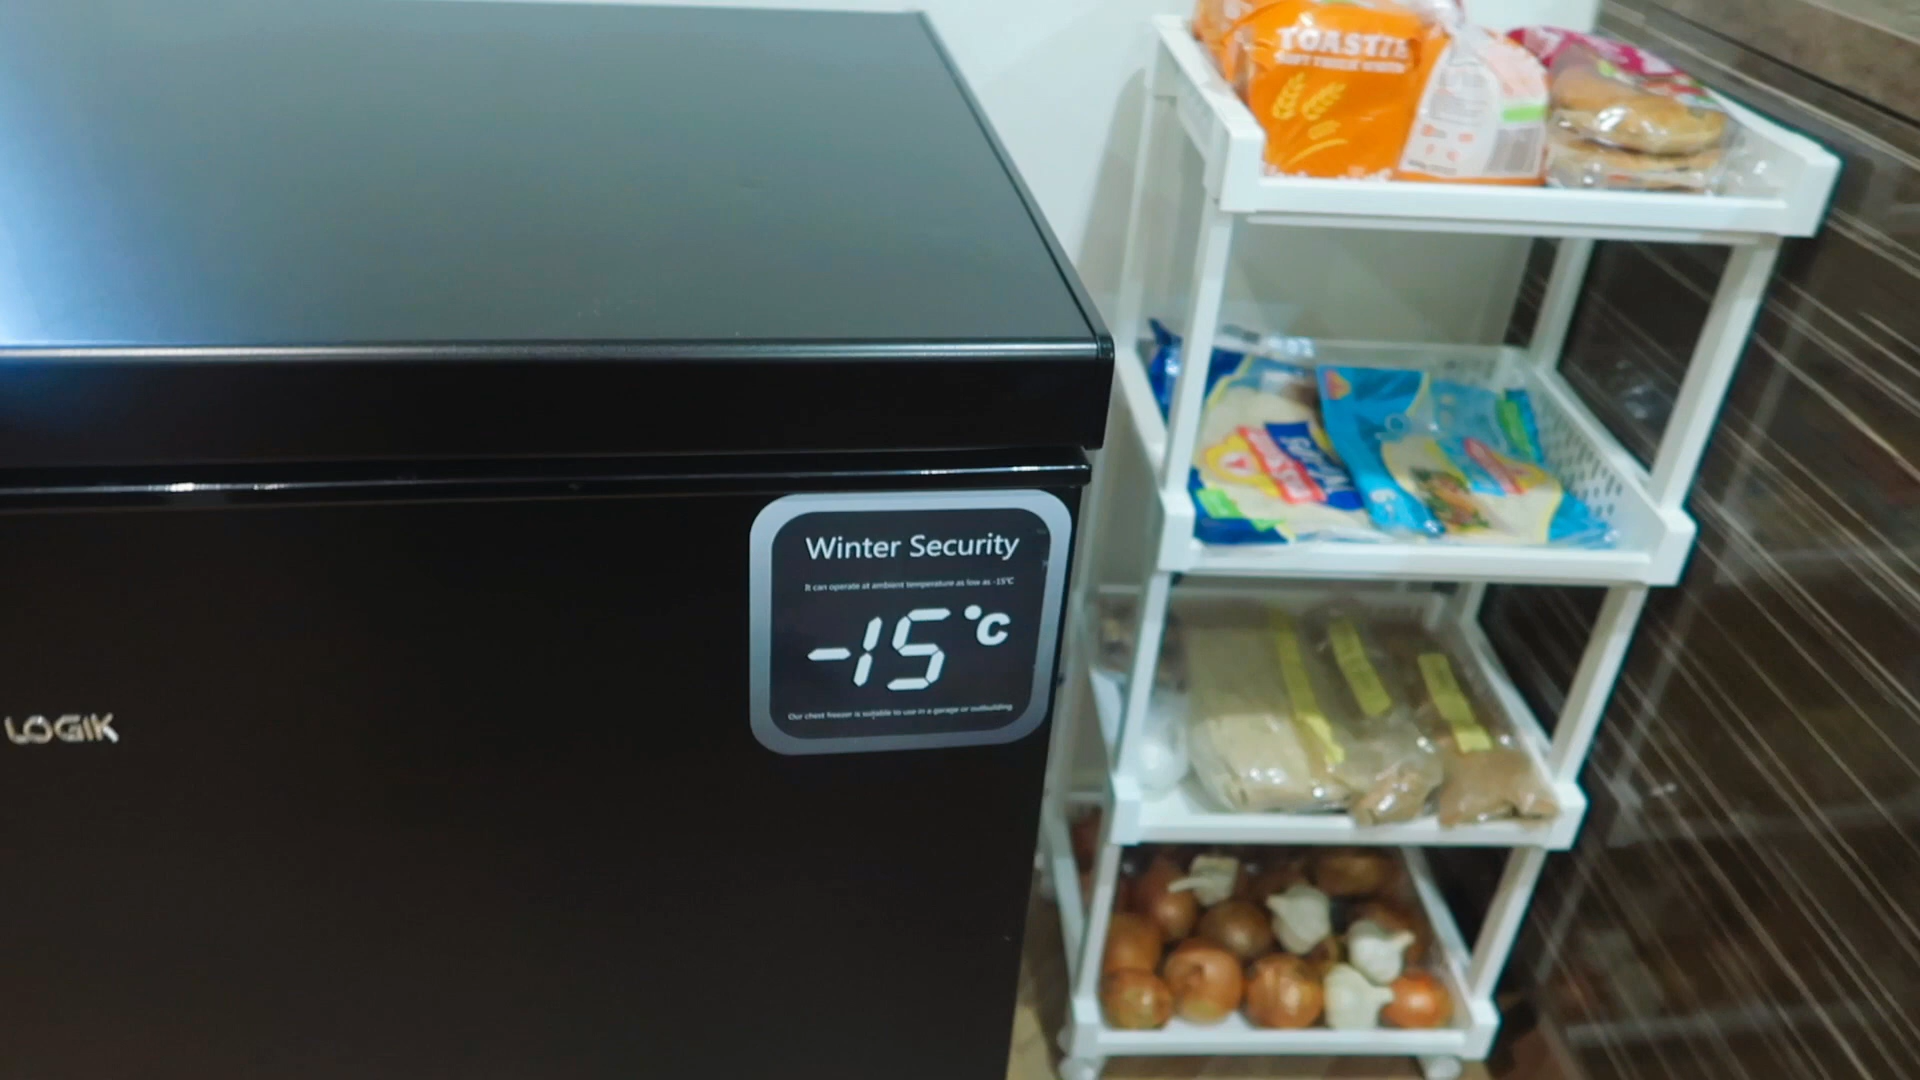 TOASTIE
Winter Security
It can operate at ambient temperature as low as -15°C
-15°C
Our chest freezer is suitable to use in a garage or outbuilding
LOGIK
6